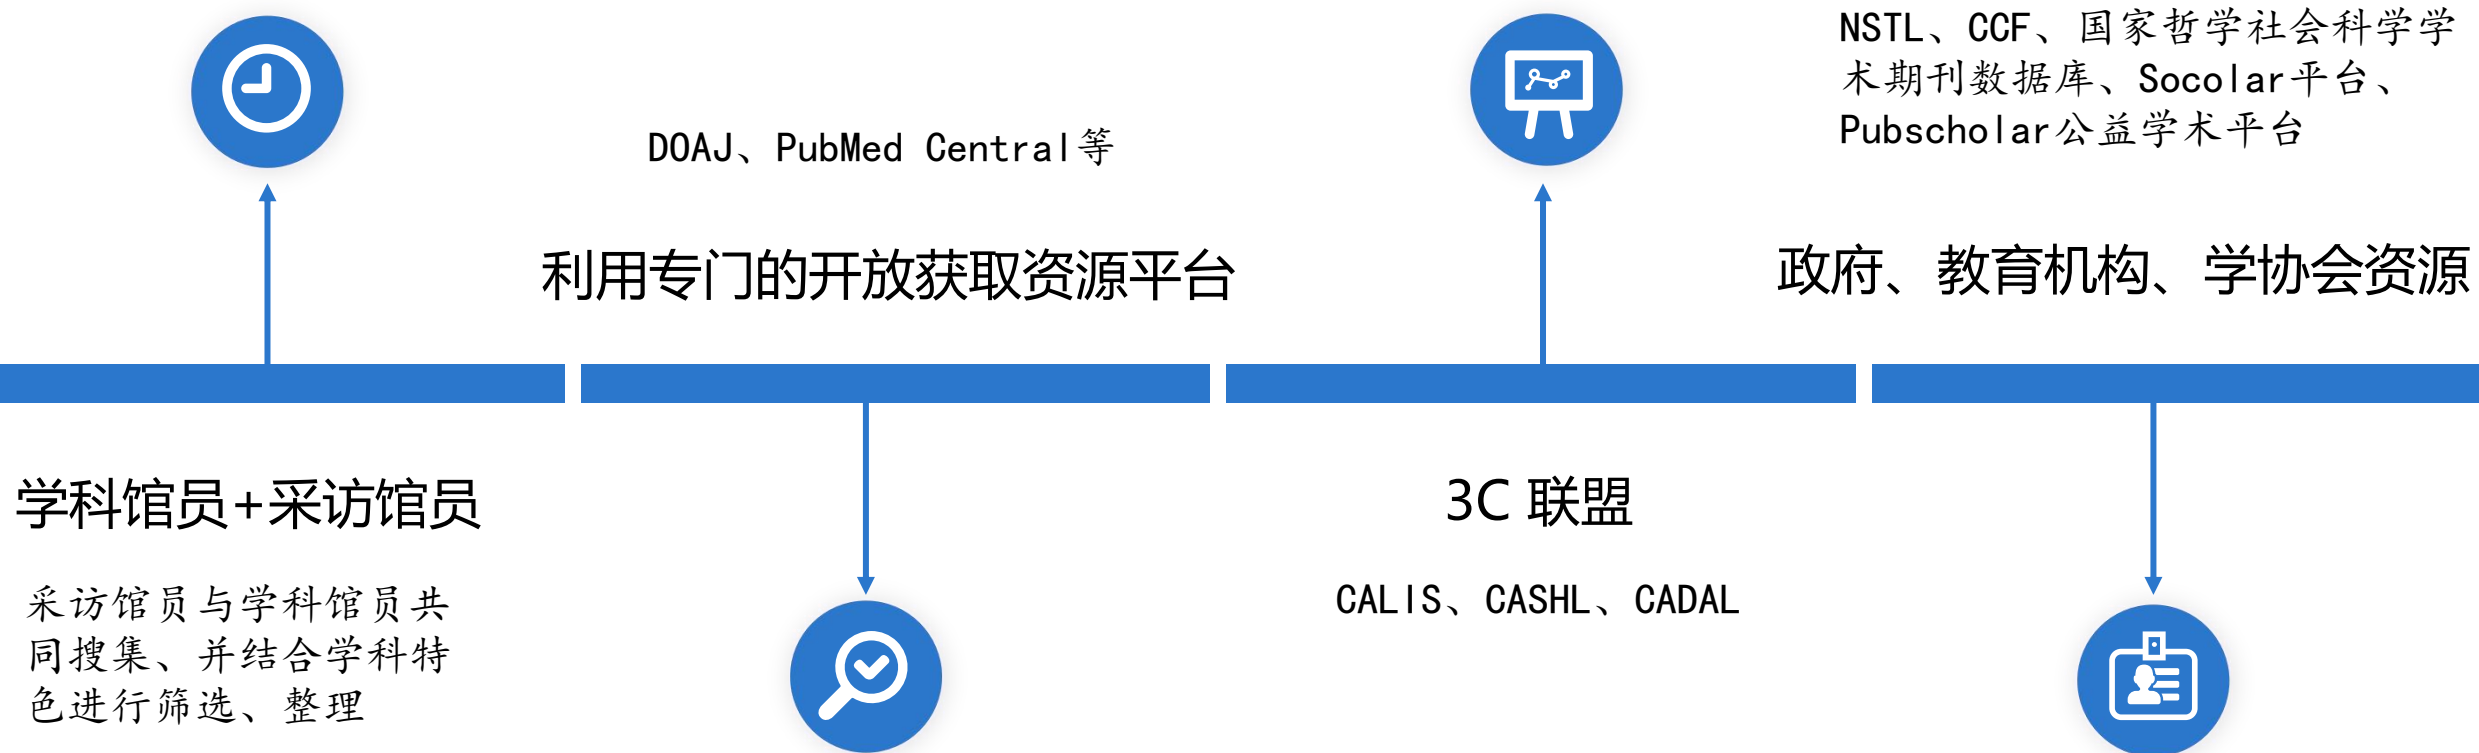 学科馆员+采访馆员
采访馆员与学科馆员共
同搜集、并结合学科特
色进行筛选、整理
DOAJ、PubMed Central等
利用专门的开放获取资源平台
3C 联盟
CALIS、CASHL、CADAL
NSTL、CCF、国家哲学社会科学学
术期刊数据库、Socolar平台、
Pubscholar公益学术平台
政府、教育机构、学协会资源